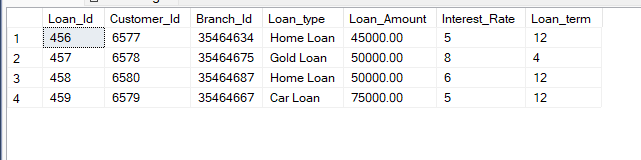 Loan_Id Customer_Id Branch_Id Loan_type Loan_Amount Interest_Rate Loan_term
1 456 6577 35464634 Home Loan 45000.00 5 12
2 457 6578 35464675 Gold Loan 50000.00 8 4
3 458 6580 35464687 Home Loan 50000.00 6 12
4 459 6579 35464667 Car Loan 75000.00 5 12